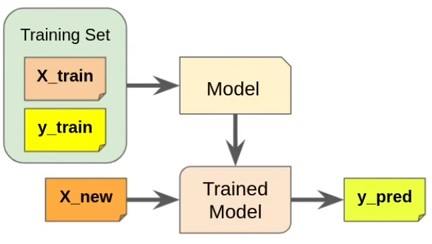 Training Set
X_train
y_train
Model
X_new
Trained
Model
y_pred